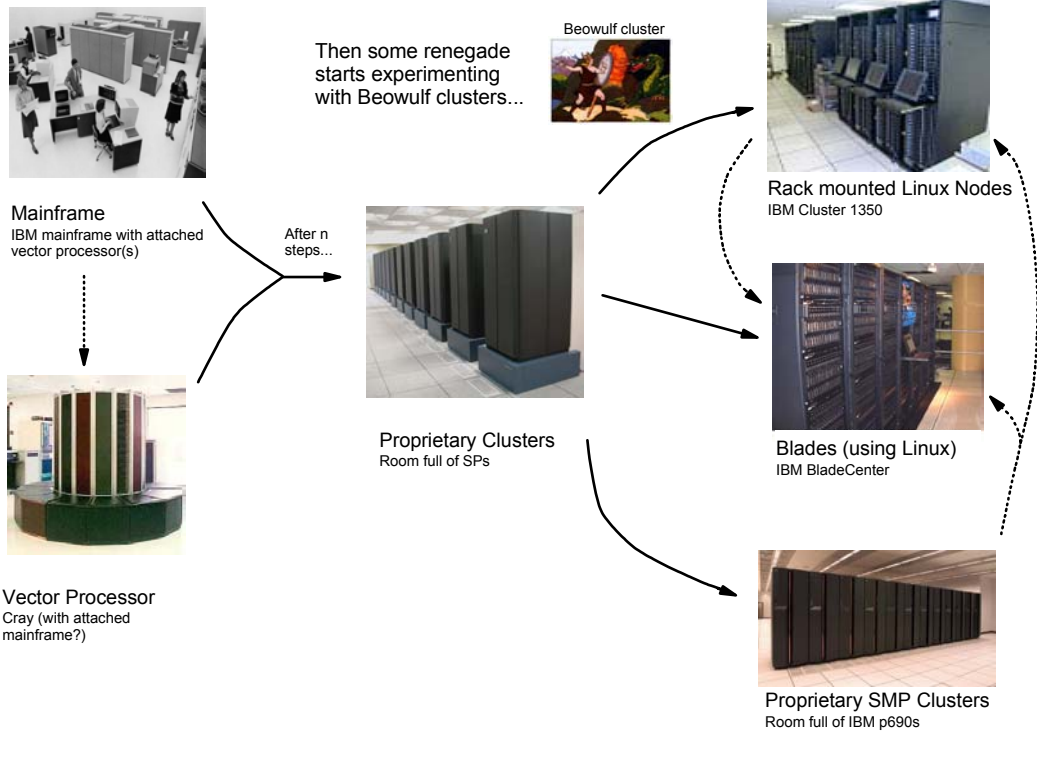 Then some renegade
starts experimenting
with Beowulf clusters...
Beowulf cluster
Mainframe
IBM mainframe with attached
vector processor(s)
After n
steps...
Rack mounted Linux Nodes
IBM Cluster 1350
Proprietary Clusters
Room full of SPs
Blades (using Linux)
IBM BladeCenter
Vector Processor
Cray (with attached
mainframe?)
Proprietary SMP Clusters
Room full of IBM p690s